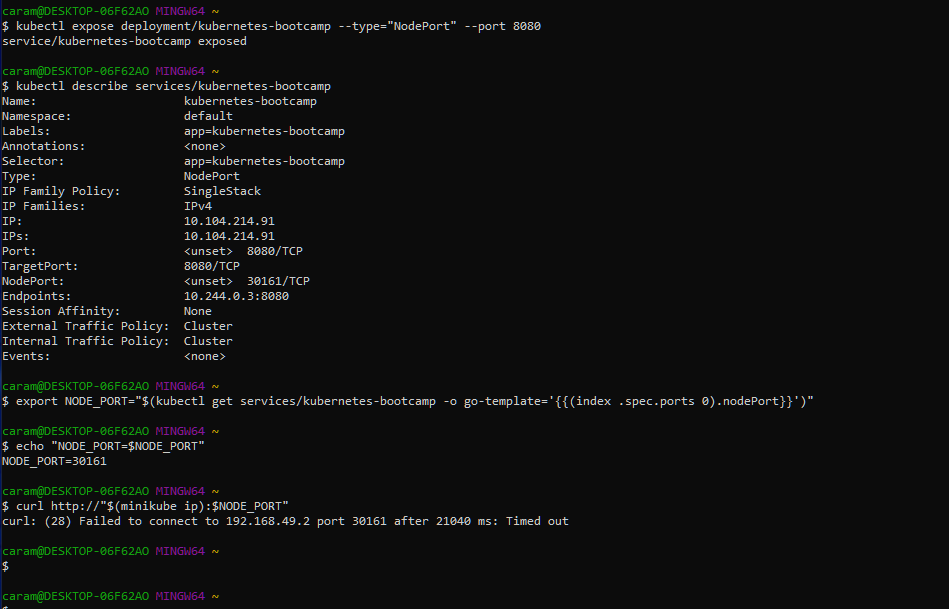 caram@DESKTOP-06F62AO MINGW64 ~
$ kubectl expose deployment/kubernetes-bootcamp --type="NodePort" --port 8080
service/kubernetes-bootcamp exposed
caram@DESKTOP-06F62AO MINGW64 ~
$ kubectl describe services/kubernetes-bootcamp
Name: kubernetes-bootcamp
Namespace: default
Labels: app=kubernetes-bootcamp
Annotations: <none>
Selector: app=kubernetes-bootcamp
Type: NodePort
IP Family Policy: SingleStack
IP Families: IPv4
IP: 10.104.214.91
IPs: 10.104.214.91
Port: <unset> 8080/TCP
TargetPort: 8080/TCP
NodePort: <unset> 30161/TCP
Endpoints: 10.244.0.3:8080
Session Affinity: None
External Traffic Policy: Cluster
Internal Traffic Policy: Cluster
Events: <none>
caram@DESKTOP-06F62AO MINGW64 ~
$ export NODE_PORT="$(kubectl get services/kubernetes-bootcamp -o go-template='{{(index .spec.ports 0).nodePort}}')"
caram@DESKTOP-06F62AO MINGW64 ~
$ echo "NODE_PORT=$NODE_PORT"
NODE_PORT=30161
caram@DESKTOP-06F62AO MINGW64 ~
$ curl http://"$(minikube ip):$NODE_PORT"
curl: (28) Failed to connect to 192.168.49.2 port 30161 after 21040 ms: Timed out
caram@DESKTOP-06F62AO MINGW64 ~
$
caram@DESKTOP-06F62AO MINGW64 ~